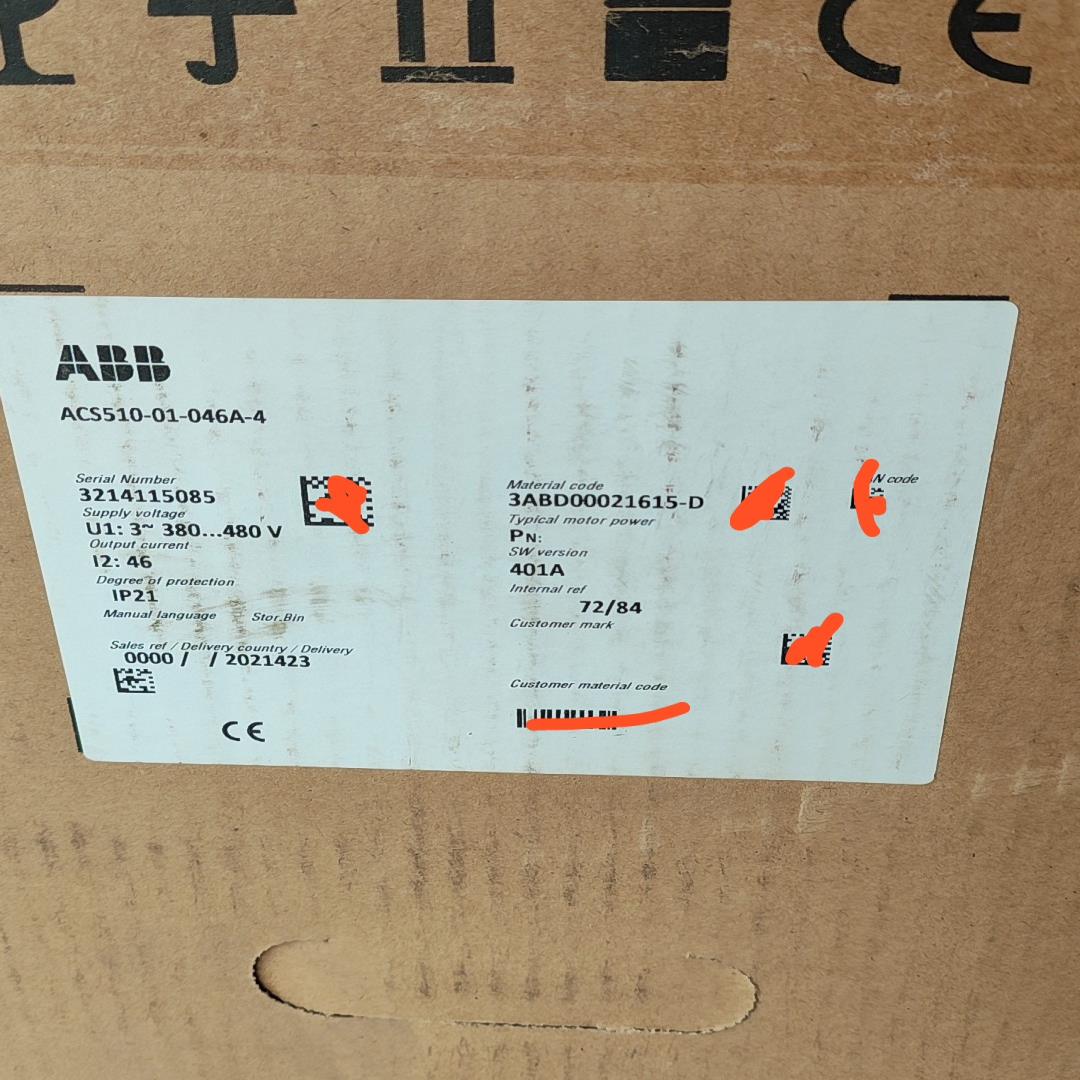 CE
ABB
ACS510-01-046A-4
Serial Number
3214115085
Supply voltage
U1: 3~ 380...480 V
Output current
I2: 46
Degree of protection
IP21
Manual language Stor.Bin
Sales ref / Delivery country / Delivery
0000 / / 2021423
CE
Material code
3ABD00021615-D
N code
Typical motor power
PN:
SW version
401A
Internal ref
72/84
Customer mark
Customer material code